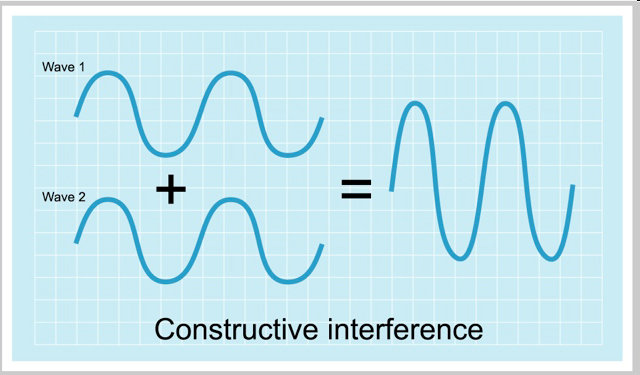 Wave 1
+
=
Wave 2
Constructive interference